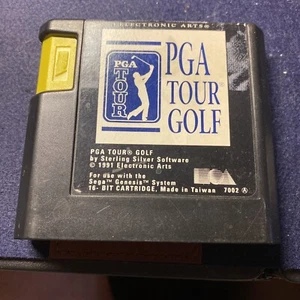 ELECTRONIC ARTS®
PGA
TOUR
PGA
TOUR
GOLF
PGA TOUR® GOLF
by Sterling Silver Software
© 1991 Electronic Arts
For use with the
Sega™ Genesis™ System
16-BIT CARTRIDGE, Made in Taiwan 7002 A
EA